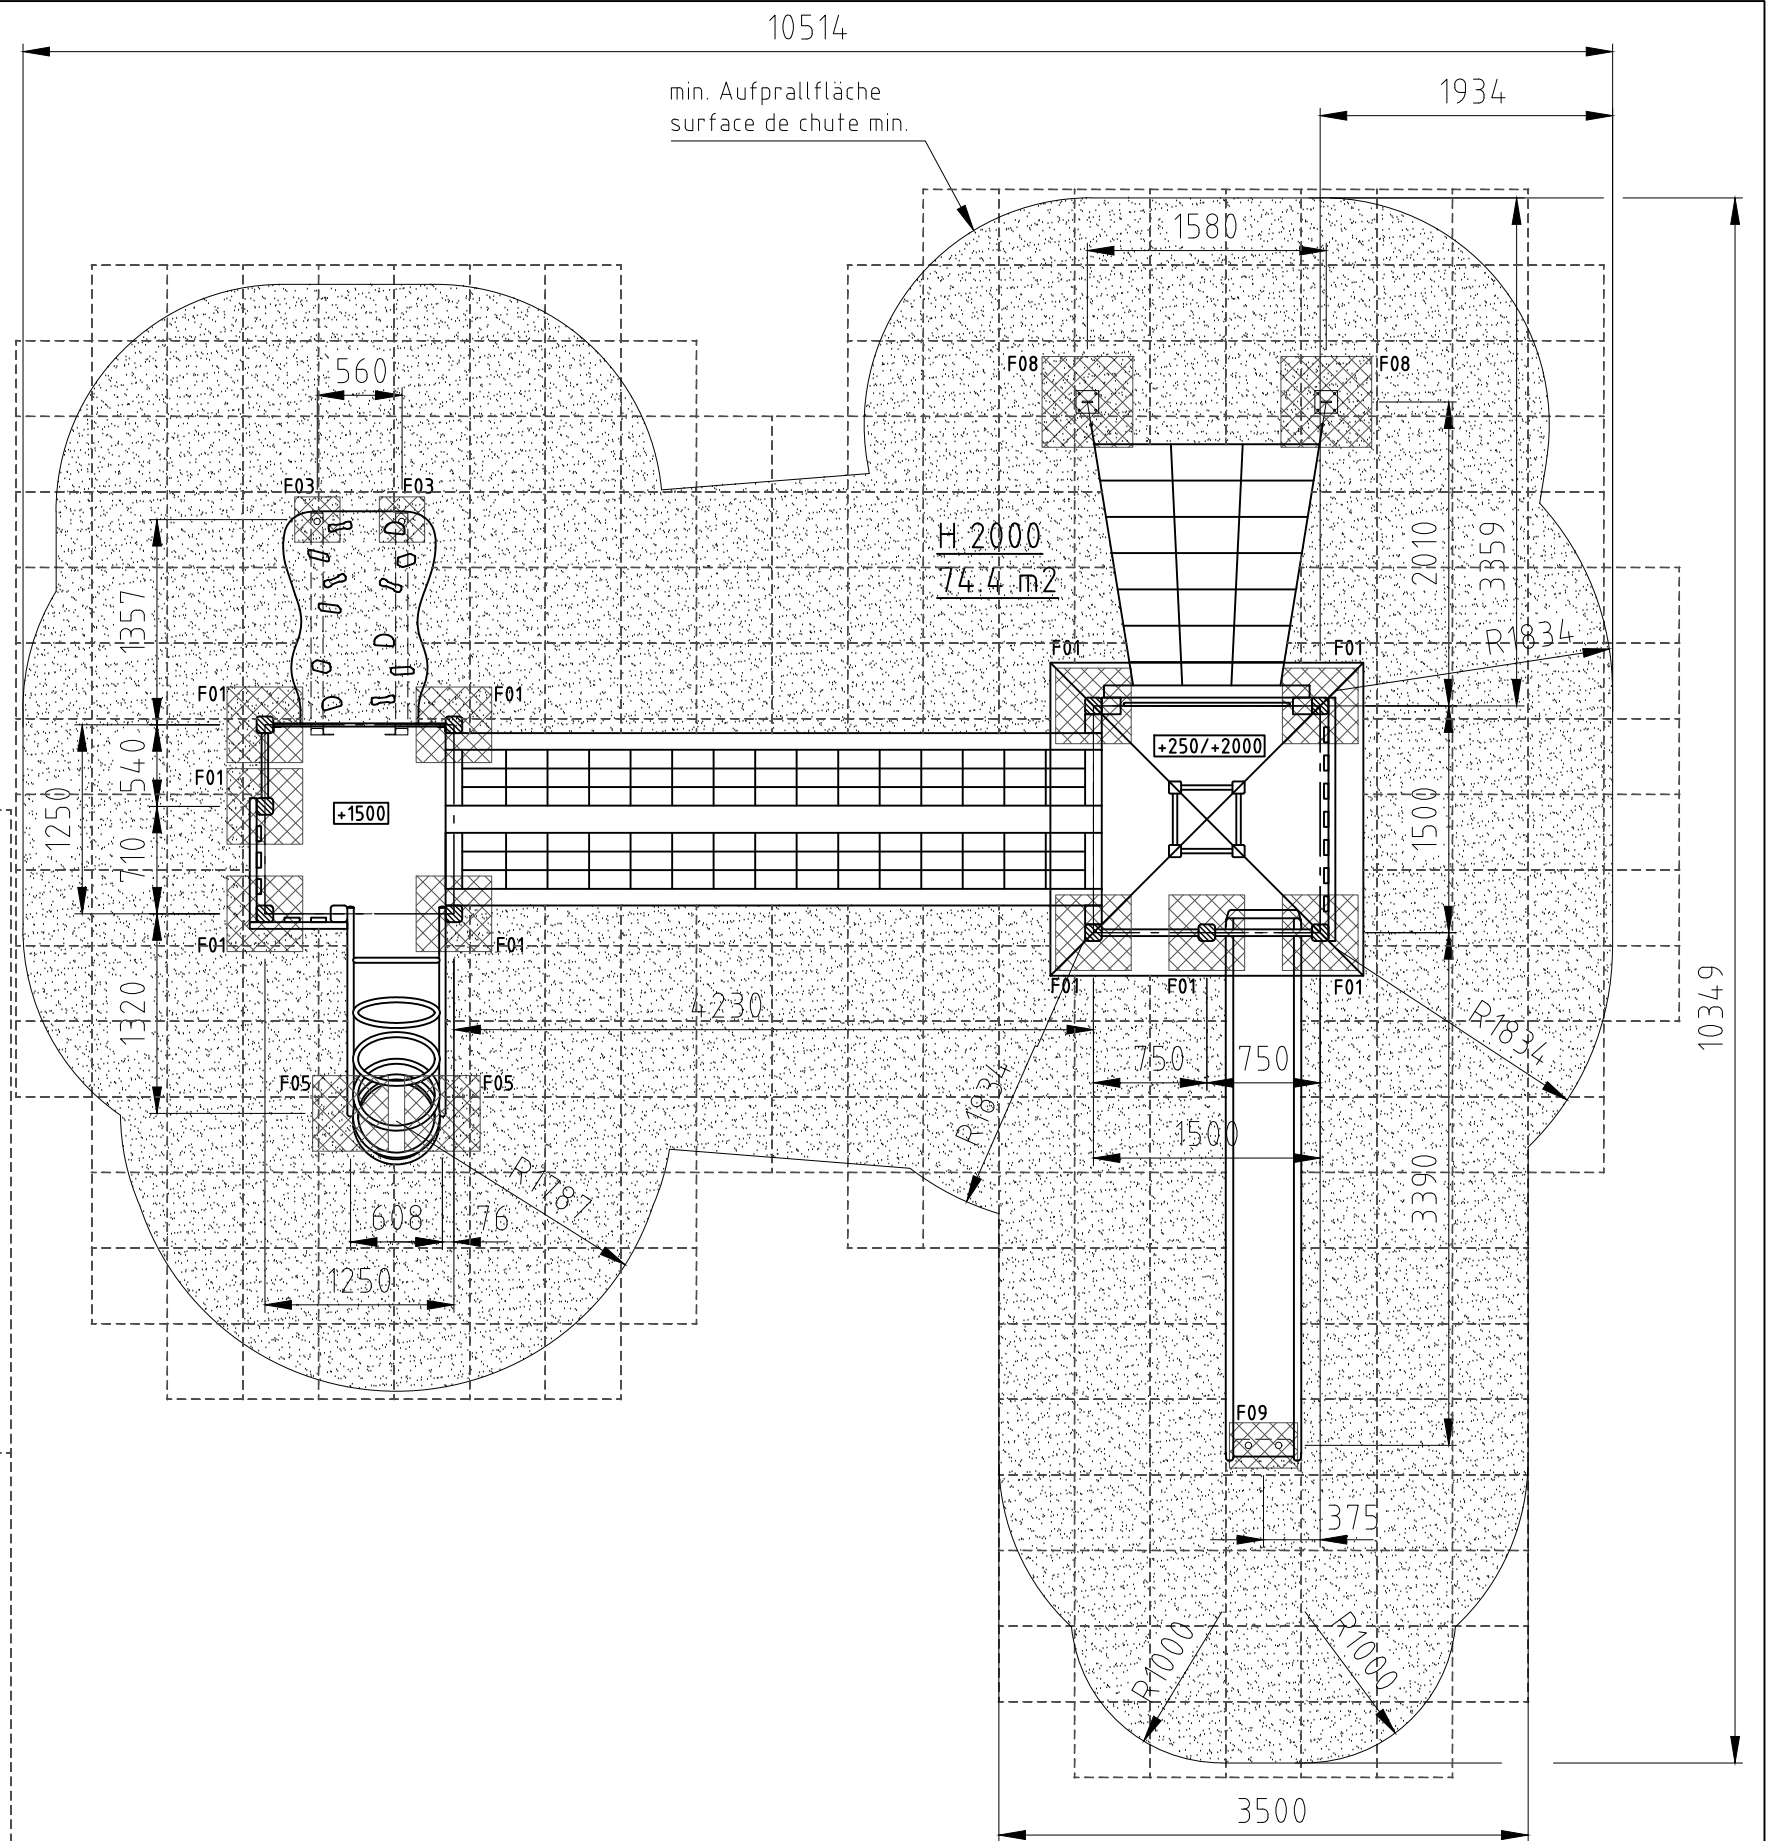 10514
min. Aufprallfläche
surface de chute min.
1934
1580
560
F08
F08
F03
F03
H 2000
74.4 m2
2010
3359
1357
R1834
F01
F01
F01
F01
+250/+2000
540
F01
+1500
1250
710
1500
F01
F01
F01
F01
F01
1320
4230
10349
R1834
750
750
F05
F05
R1834
1500
R1787
3390
608
76
1250
F09
375
R1000
R1000
3500